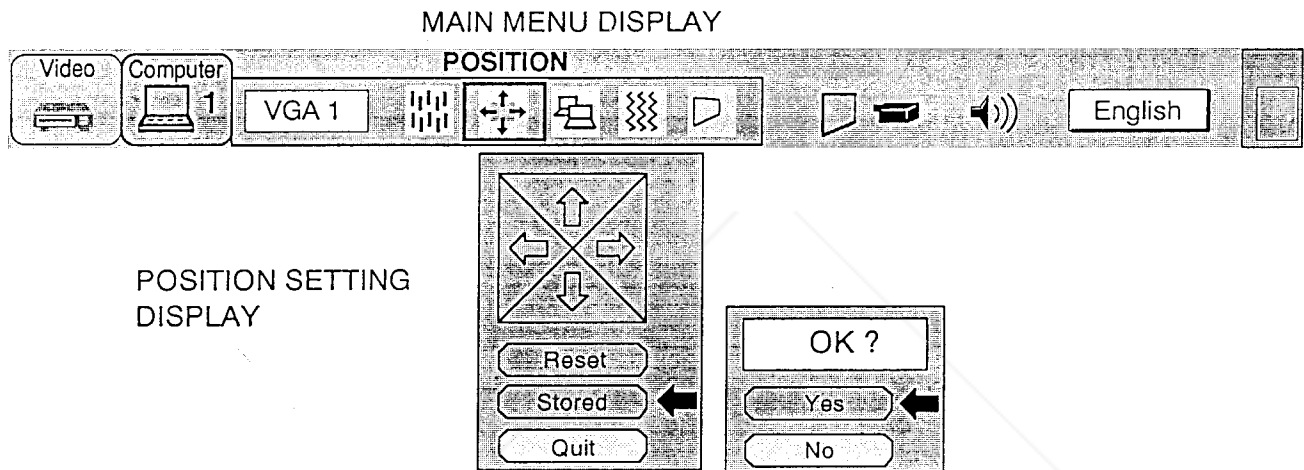 MAIN MENU DISPLAY
POSITION
Video
Computer
1
VGA 1
English
POSITION SETTING
DISPLAY
Reset
Stored
Quit
OK ?
Yes
No